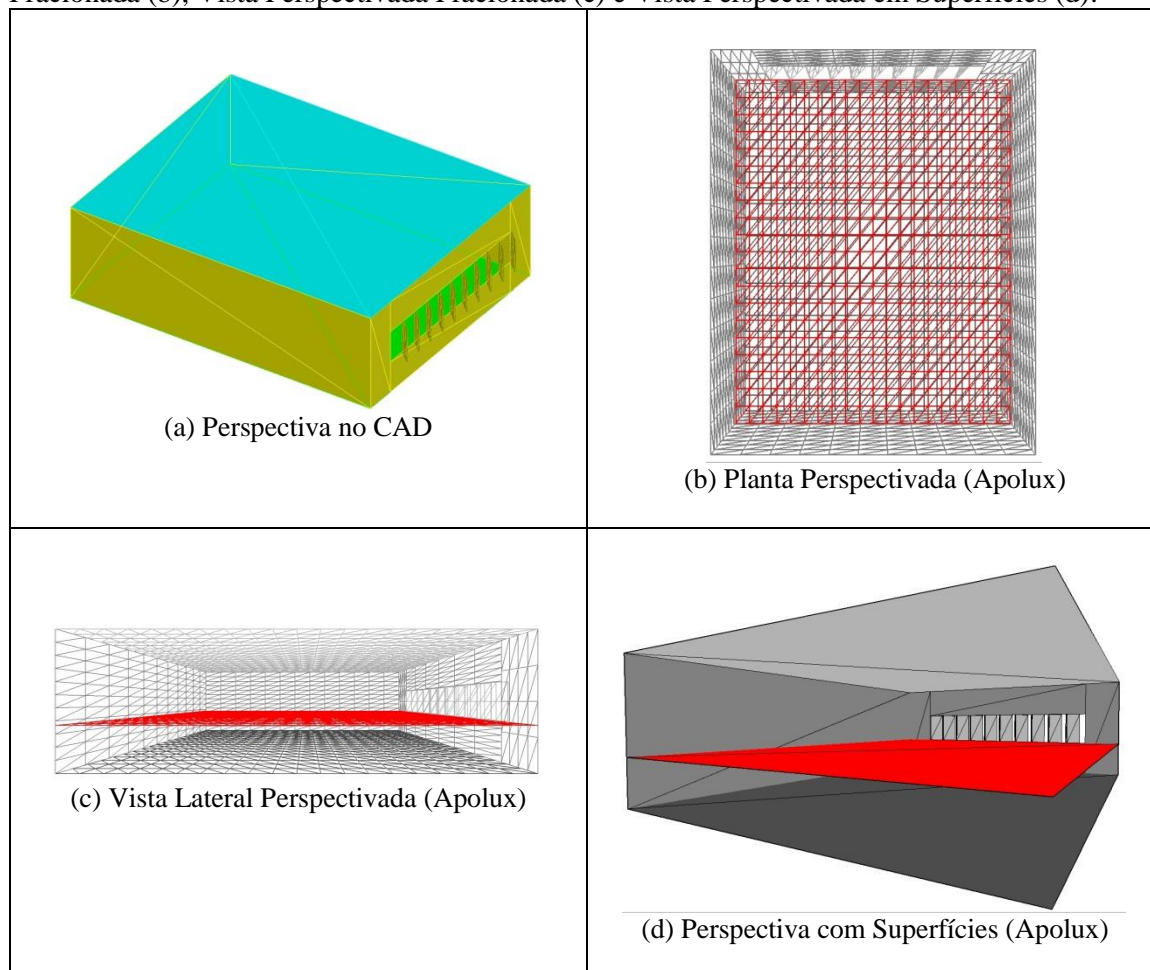 Fracionada (b), Vista Perspectivada Fracionada (c) e Vista Perspectivada em Superfícies (d).
(a) Perspectiva no CAD
(b) Planta Perspectivada (Apolux)
(c) Vista Lateral Perspectivada (Apolux)
(d) Perspectiva com Superfícies (Apolux)